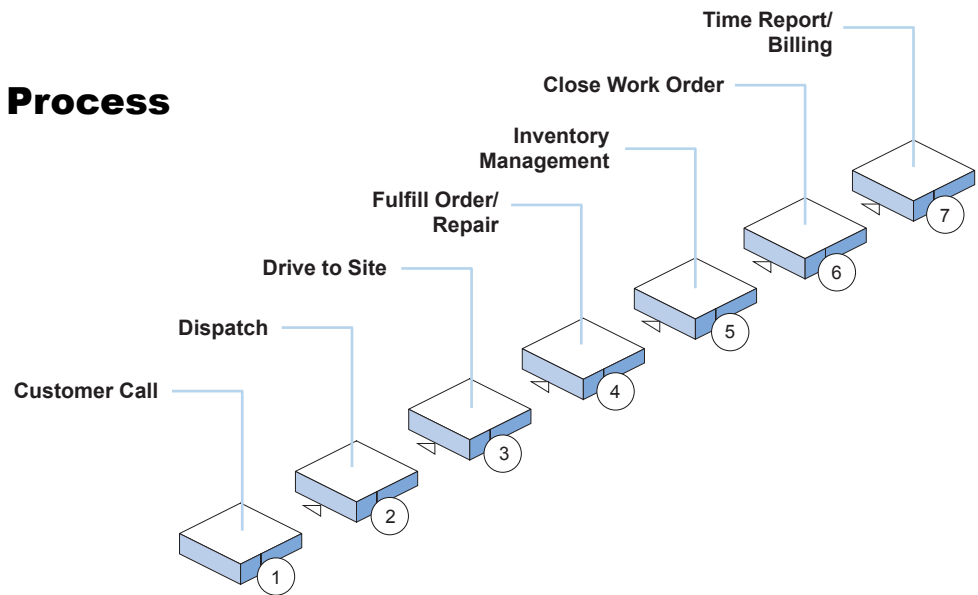 Process
Time Report/
Billing
Close Work Order
Inventory
Management
Fulfill Order/
Repair
Drive to Site
Dispatch
Customer Call
7
6
5
4
3
2
1